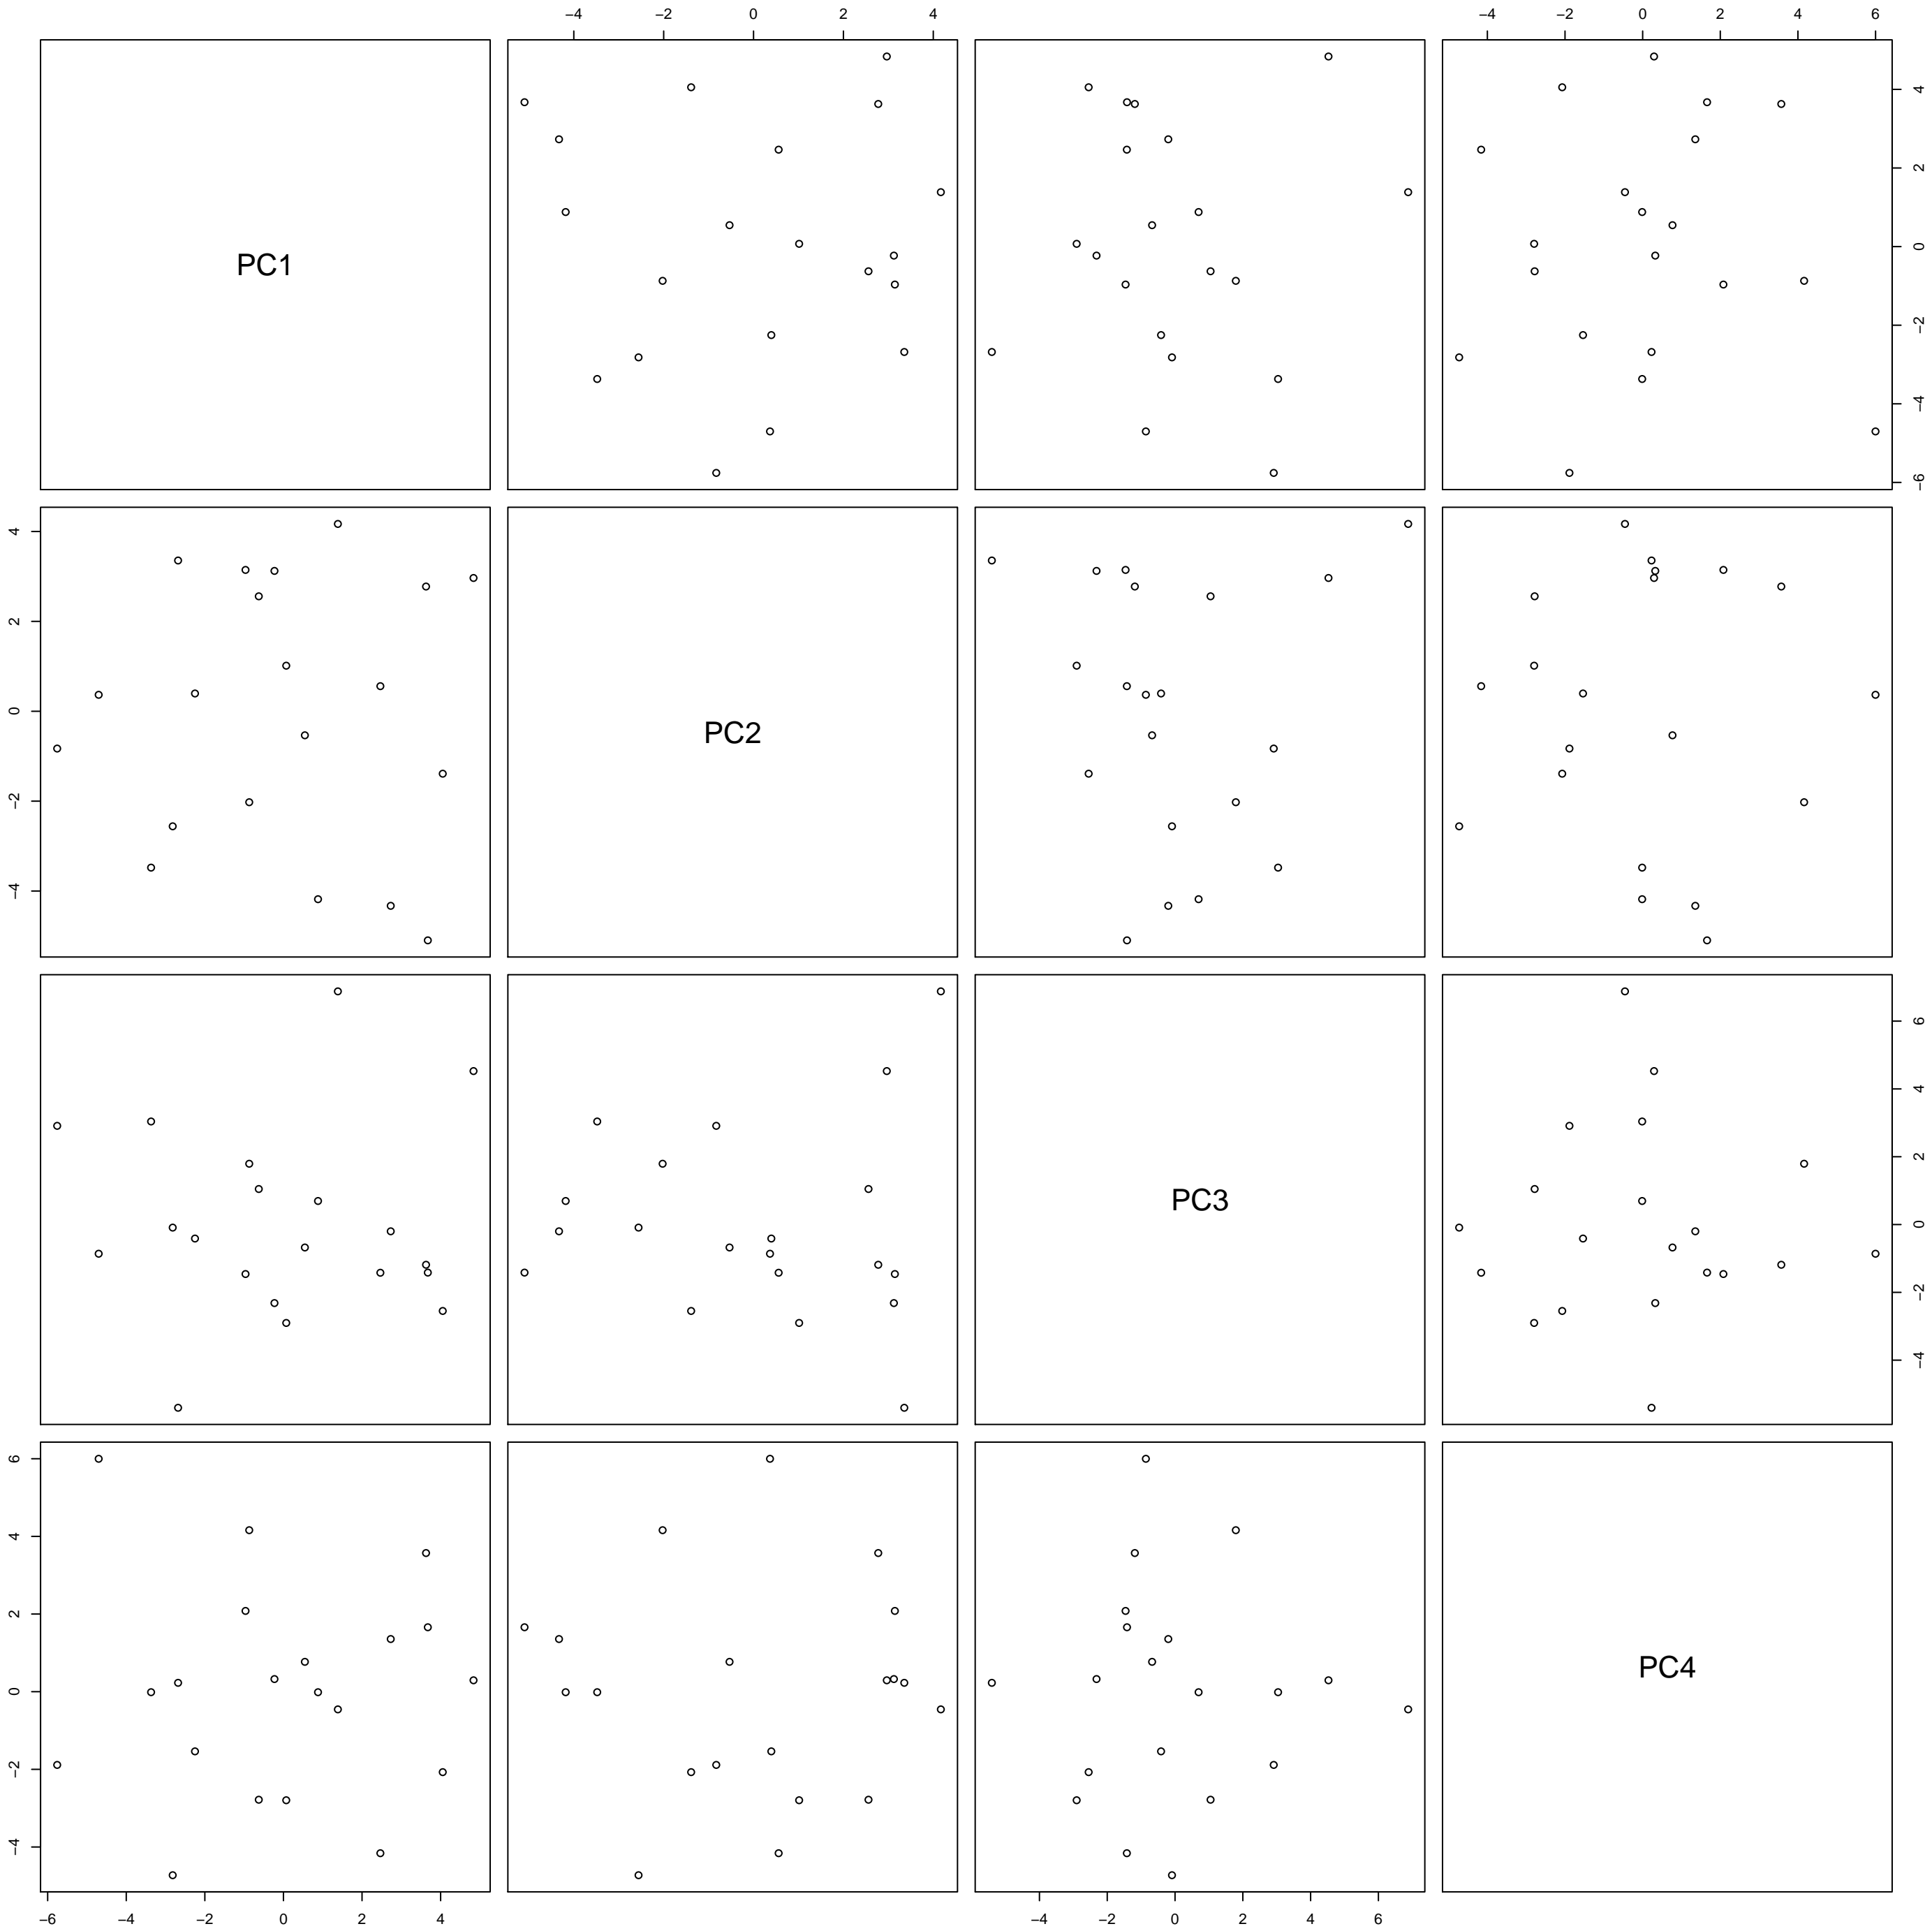 −4 −2 0 2 4 −4 −2 0 2 4 6
PC1
−6 −4 −2 0 2 4
−4 −2 0 2 4
PC2
PC3
−4 −2 0 2 4 6
−4 −2 0 2 4 6
PC4
−6 −4 −2 0 2 4 −4 −2 0 2 4 6